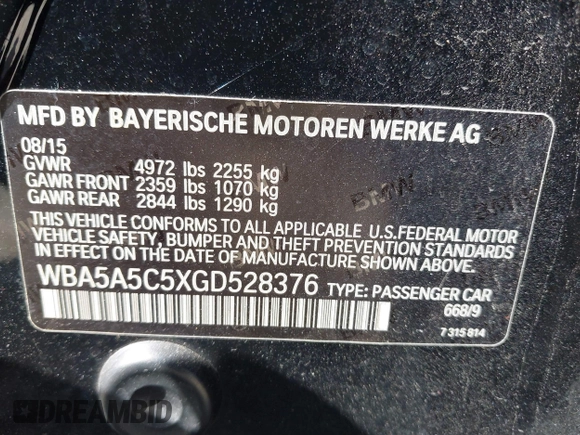 MFD BY BAYERISCHE MOTOREN WERKE AG
08/15
GVWR 4972 lbs 2255 kg
GAWR FRONT 2359 lbs 1070 kg
GAWR REAR 2844 lbs 1290 kg
THIS VEHICLE CONFORMS TO ALL APPLICABLE U.S.FEDERAL MOTOR
VEHICLE SAFETY, BUMPER AND THEFT PREVENTION STANDARDS
IN EFFECT ON THE DATE OF MANUFACTURE SHOWN ABOVE.
WBA5A5C5XGD528376 TYPE: PASSENGER CAR
668/9
7 315 814
DREAMBID